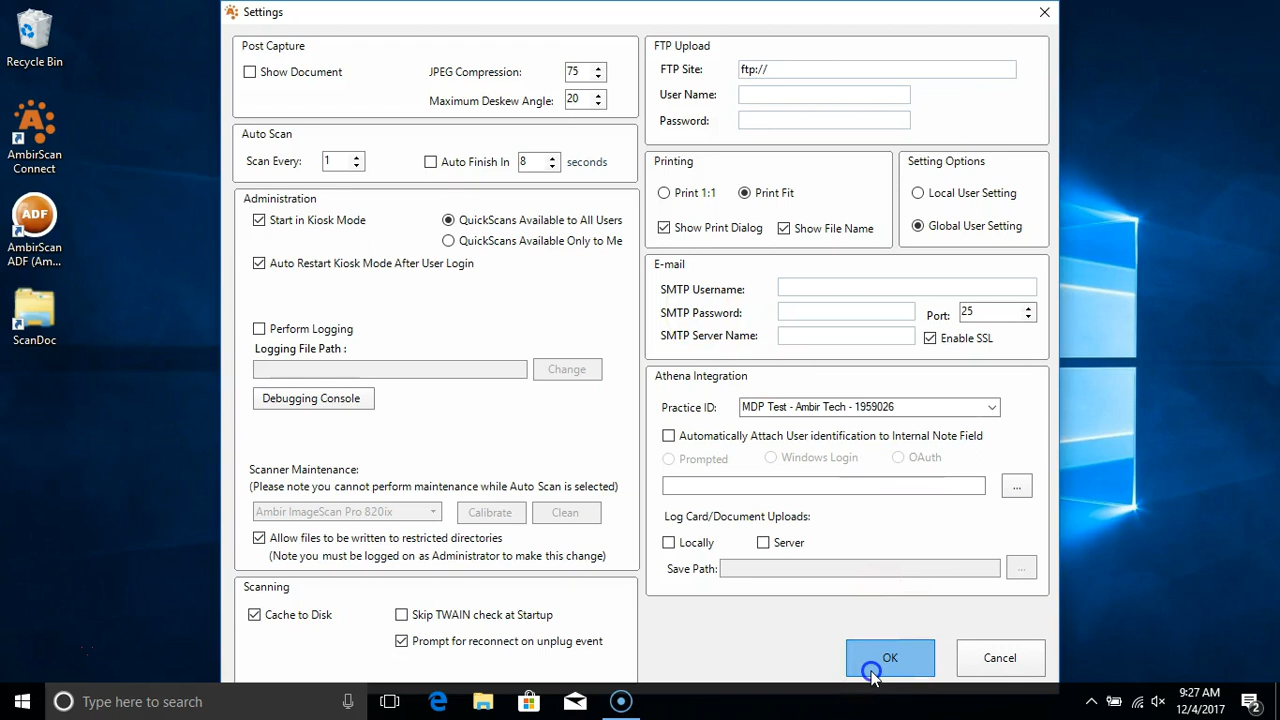 Settings
Recycle Bin
AmbirScan
Connect
ADF
AmbirScan
ADF (Am...
ScanDoc
Post Capture
Show Document
JPEG Compression: 75
Maximum Deskew Angle: 20
Auto Scan
Scan Every: 1
Auto Finish In 8 seconds
Administration
Start in Kiosk Mode
QuickScans Available to All Users
QuickScans Available Only to Me
Auto Restart Kiosk Mode After User Login
Perform Logging
Logging File Path :
Change
Debugging Console
Scanner Maintenance:
(Please note you cannot perform maintenance while Auto Scan is selected)
Ambir ImageScan Pro 820ix Calibrate Clean
Allow files to be written to restricted directories
(Note you must be logged on as Administrator to make this change)
Scanning
Cache to Disk
Skip TWAIN check at Startup
Prompt for reconnect on unplug event
FTP Upload
FTP Site: ftp://
User Name:
Password:
Printing
Print 1:1 Print Fit
Show Print Dialog Show File Name
Setting Options
Local User Setting
Global User Setting
E-mail
SMTP Username:
SMTP Password:
Port: 25
SMTP Server Name:
Enable SSL
Athena Integration
Practice ID: MDP Test - Ambir Tech - 1959026
Automatically Attach User identification to Internal Note Field
Prompted Windows Login OAuth
...
Log Card/Document Uploads:
Locally Server
Save Path: ...
OK Cancel
Type here to search
9:27 AM
12/4/2017
2